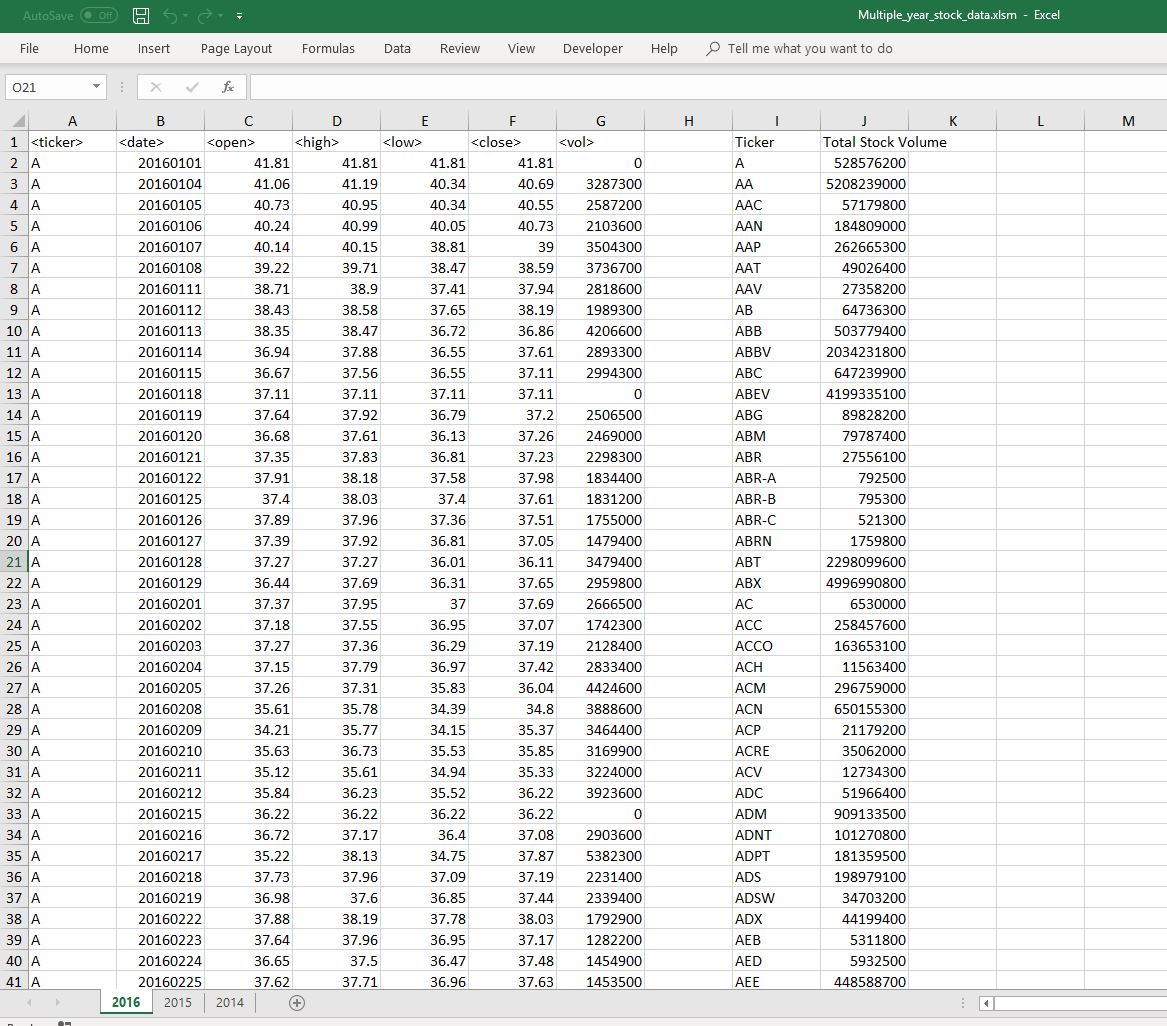 AutoSave Off Multiple_year_stock_data.xlsm - Excel
File Home Insert Page Layout Formulas Data Review View Developer Help Tell me what you want to do
O21 fx
A B C D E F G H I J K L M
1 <ticker> <date> <open> <high> <low> <close> <vol> Ticker Total Stock Volume
2 A 20160101 41.81 41.81 41.81 41.81 0 A 528576200
3 A 20160104 41.06 41.19 40.34 40.69 3287300 AA 5208239000
4 A 20160105 40.73 40.95 40.34 40.55 2587200 AAC 57179800
5 A 20160106 40.24 40.99 40.05 40.73 2103600 AAN 184809000
6 A 20160107 40.14 40.15 38.81 39 3504300 AAP 262665300
7 A 20160108 39.22 39.71 38.47 38.59 3736700 AAT 49026400
8 A 20160111 38.71 38.9 37.41 37.94 2818600 AAV 27358200
9 A 20160112 38.43 38.58 37.65 38.19 1989300 AB 64736300
10 A 20160113 38.35 38.47 36.72 36.86 4206600 ABB 503779400
11 A 20160114 36.94 37.88 36.55 37.61 2893300 ABBV 2034231800
12 A 20160115 36.67 37.56 36.55 37.11 2994300 ABC 647239900
13 A 20160118 37.11 37.11 37.11 37.11 0 ABEV 4199335100
14 A 20160119 37.64 37.92 36.79 37.2 2506500 ABG 89828200
15 A 20160120 36.68 37.61 36.13 37.26 2469000 ABM 79787400
16 A 20160121 37.35 37.83 36.81 37.23 2298300 ABR 27556100
17 A 20160122 37.91 38.18 37.58 37.98 1834400 ABR-A 792500
18 A 20160125 37.4 38.03 37.4 37.61 1831200 ABR-B 795300
19 A 20160126 37.89 37.96 37.36 37.51 1755000 ABR-C 521300
20 A 20160127 37.39 37.92 36.81 37.05 1479400 ABRN 1759800
21 A 20160128 37.27 37.27 36.01 36.11 3479400 ABT 2298099600
22 A 20160129 36.44 37.69 36.31 37.65 2959800 ABX 4996990800
23 A 20160201 37.37 37.95 37 37.69 2666500 AC 6530000
24 A 20160202 37.18 37.55 36.95 37.07 1742300 ACC 258457600
25 A 20160203 37.27 37.36 36.29 37.19 2128400 ACCO 163653100
26 A 20160204 37.15 37.79 36.97 37.42 2833400 ACH 11563400
27 A 20160205 37.26 37.31 35.83 36.04 4424600 ACM 296759000
28 A 20160208 35.61 35.78 34.39 34.8 3888600 ACN 650155300
29 A 20160209 34.21 35.77 34.15 35.37 3464400 ACP 21179200
30 A 20160210 35.63 36.73 35.53 35.85 3169900 ACRE 35062000
31 A 20160211 35.12 35.61 34.94 35.33 3224000 ACV 12734300
32 A 20160212 35.84 36.23 35.52 36.22 3923600 ADC 51966400
33 A 20160215 36.22 36.22 36.22 36.22 0 ADM 909133500
34 A 20160216 36.72 37.17 36.4 37.08 2903600 ADNT 101270800
35 A 20160217 35.22 38.13 34.75 37.87 5382300 ADPT 181359500
36 A 20160218 37.73 37.96 37.09 37.19 2231400 ADS 198979100
37 A 20160219 36.98 37.6 36.85 37.44 2339400 ADSW 34703200
38 A 20160222 37.88 38.19 37.78 38.03 1792900 ADX 44199400
39 A 20160223 37.64 37.96 36.95 37.17 1282200 AEB 5311800
40 A 20160224 36.65 37.5 36.47 37.48 1454900 AED 5932500
41 A 20160225 37.62 37.71 36.96 37.63 1453500 AEE 448588700
2016 2015 2014